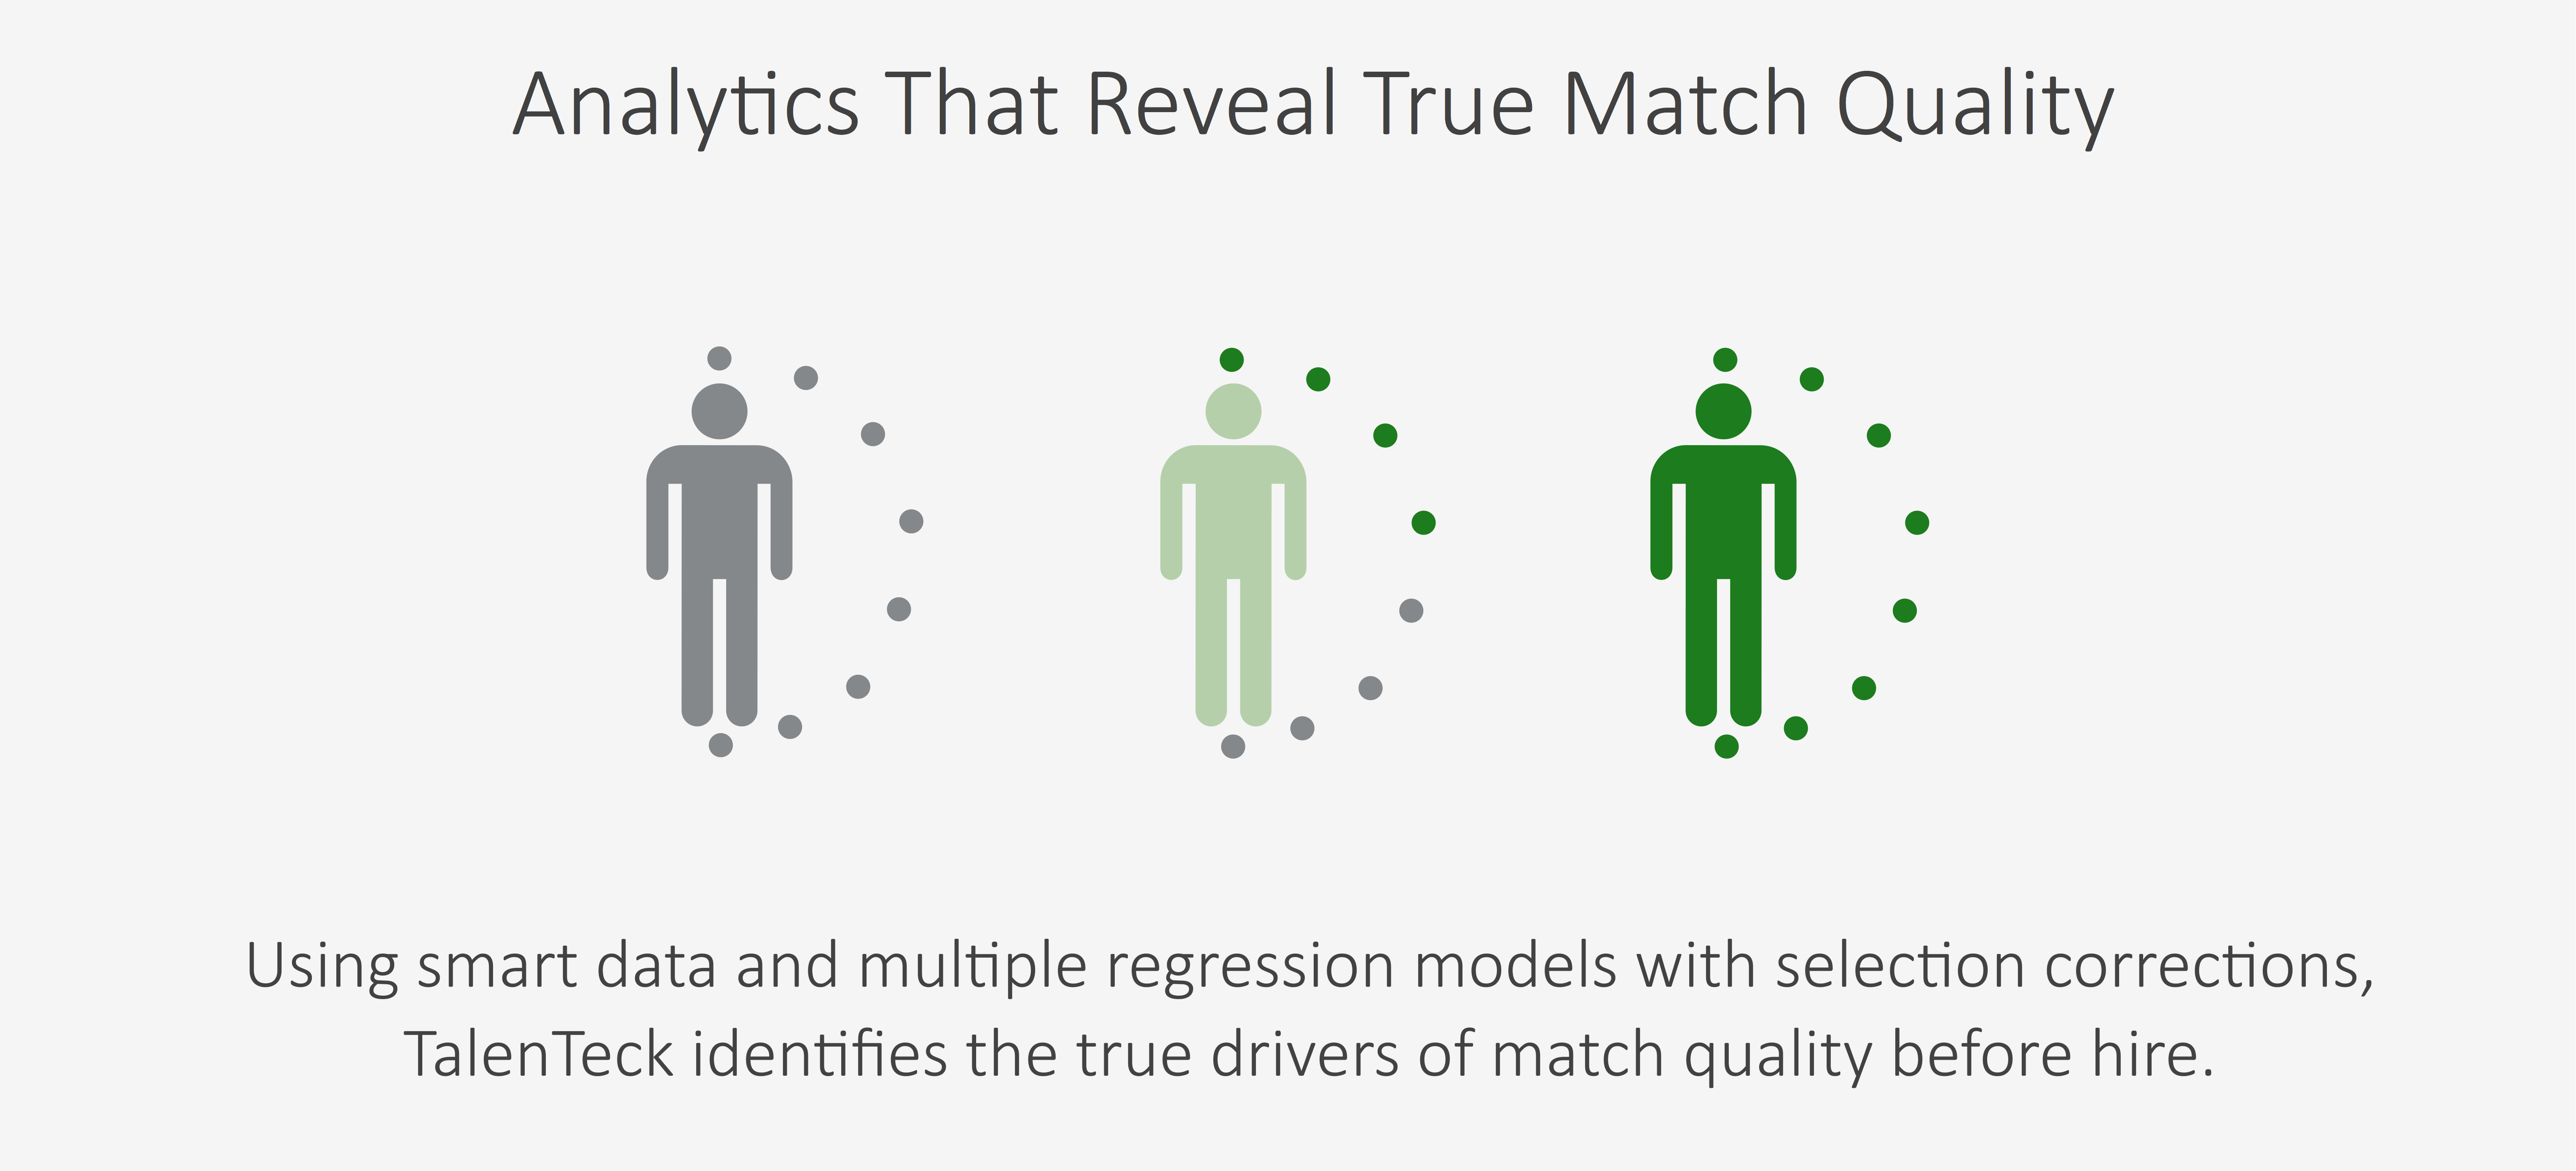 Analytics That Reveal True Match Quality
Using smart data and multiple regression models with selection corrections,
TalenTeck identifies the true drivers of match quality before hire.